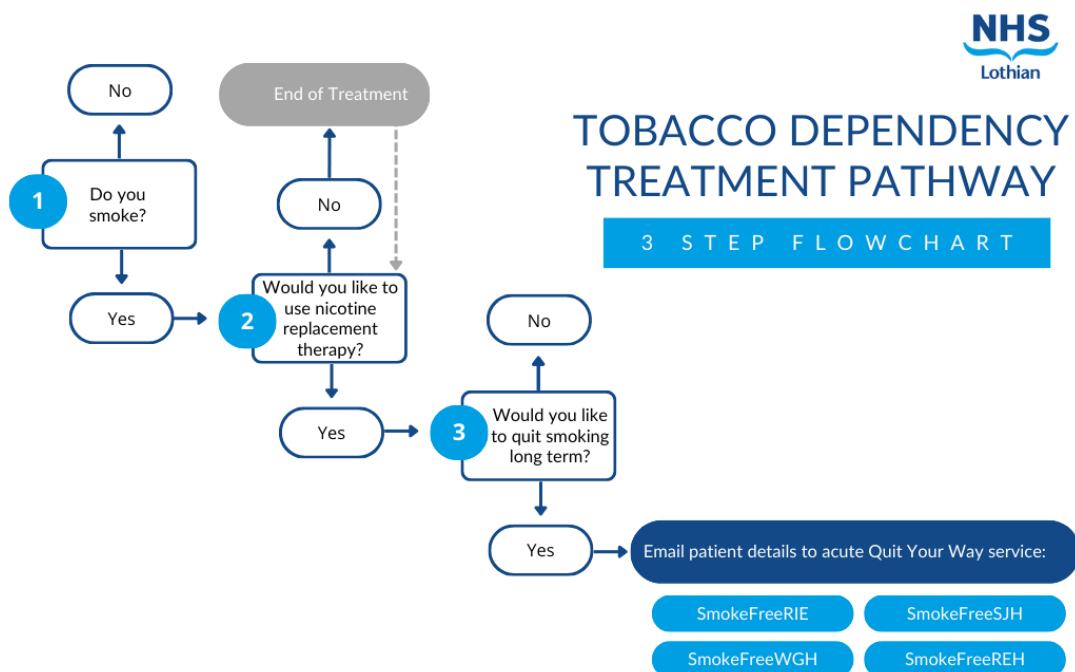 NHS
Lothian
TOBACCO DEPENDENCY
TREATMENT PATHWAY
3 STEP FLOWCHART
No
1
Do you
smoke?
Yes
End of Treatment
No
2
Would you like to
use nicotine
replacement
therapy?
Yes
No
3
Would you like
to quit smoking
long term?
Yes
Email patient details to acute Quit Your Way service:
SmokeFreeRIE
SmokeFreeSJH
SmokeFreeWGH
SmokeFreeREH